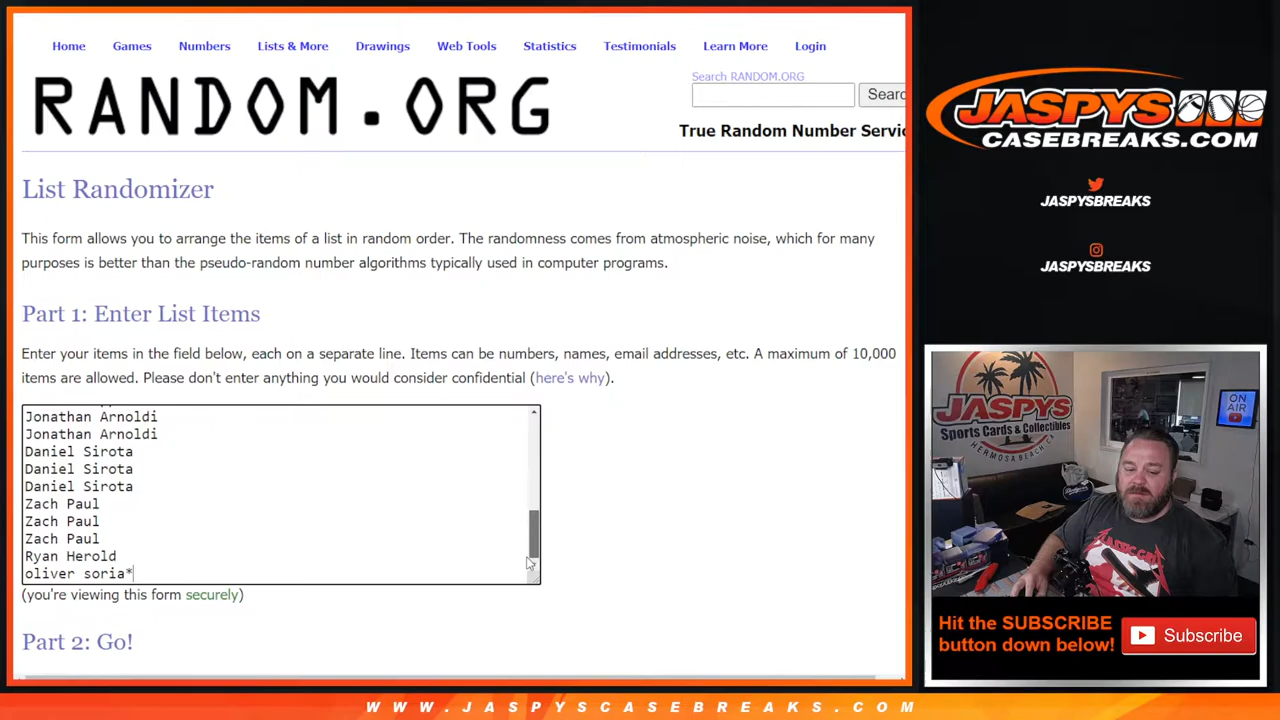 Home Games Numbers Lists & More Drawings Web Tools Statistics Testimonials Learn More Login
RANDOM.ORG
Search RANDOM.ORG
Searc
True Random Number Servic
List Randomizer
This form allows you to arrange the items of a list in random order. The randomness comes from atmospheric noise, which for many
purposes is better than the pseudo-random number algorithms typically used in computer programs.
Part 1: Enter List Items
Enter your items in the field below, each on a separate line. Items can be numbers, names, email addresses, etc. A maximum of 10,000
items are allowed. Please don't enter anything you would consider confidential (here's why).
Jonathan Arnoldi
Jonathan Arnoldi
Daniel Sirota
Daniel Sirota
Daniel Sirota
Zach Paul
Zach Paul
Zach Paul
Ryan Herold
oliver soria*
(you're viewing this form securely)
Part 2: Go!
JASPYS
CASEBREAKS.COM
JASPYSBREAKS
JASPYSBREAKS
JASPYS
Sports Cards & Collectibles
HERMOSA BEACH, CA
ON
AIR
Hit the SUBSCRIBE
button down below!
Subscribe
WWW.JASPYSCASEBREAKS.COM